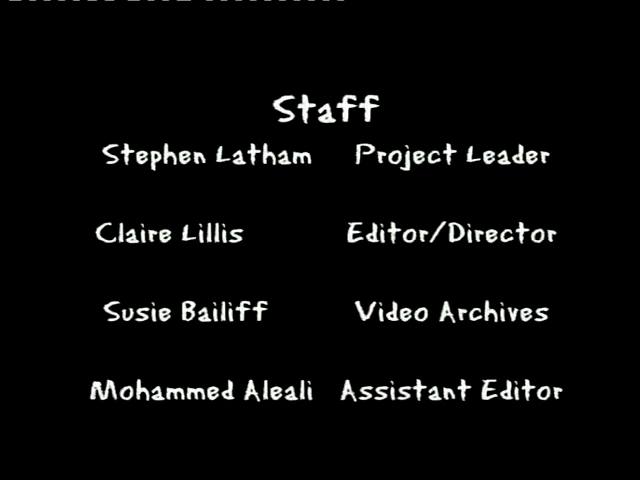 Staff
Stephen Latham Project Leader
Claire Lillis Editor/Director
Susie Bailiff Video Archives
Mohammed Aleali Assistant Editor